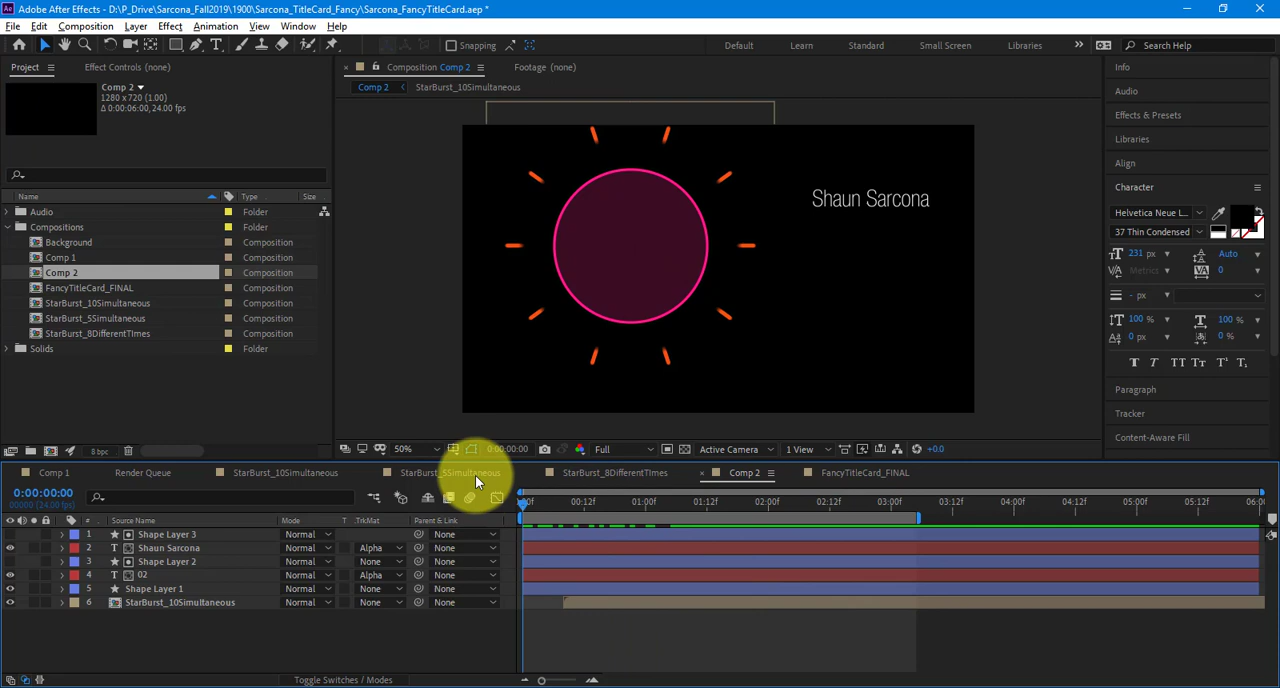 Adobe After Effects - D:\P_Drive\Sarcona_Fall2019\1900\Sarcona_TitleCard_Fancy\Sarcona_FancyTitleCard.aep *
File Edit Composition Layer Effect Animation View Window Help
Snapping Default Learn Standard Small Screen Libraries Search Help
Project Effect Controls (none) Composition Comp 2 Footage (none) Info
Comp 2 StarBurst_10Simultaneous
Comp 2
1280 x 720 (1.00)
Δ 0:00:06:00, 24.00 fps
Audio
Effects & Presets
Libraries
Align
Character
Name Type Size
Audio Folder
Compositions Folder
Background Composition
Comp 1 Composition
Comp 2 Composition
FancyTitleCard_FINAL Composition
StarBurst_10Simultaneous Composition
StarBurst_5Simultaneous Composition
StarBurst_8DifferentTImes Composition
Solids Folder
Shaun Sarcona
Helvetica Neue L...
37 Thin Condensed
231 px Auto
Metrics 0
- px
100 % 100 %
0 px 0 %
T T TT Tt T¹ T₁
Paragraph
Tracker
Content-Aware Fill
8 bpc 50% 0:00:00:00 Full Active Camera 1 View +0.0
Comp 1 Render Queue StarBurst_10Simultaneous StarBurst_5Simultaneous StarBurst_8DifferentTImes Comp 2 FancyTitleCard_FINAL
0:00:00:00
00000 (24.00 fps)
00:12f 01:00f 01:12f 02:00f 02:12f 03:00f 03:12f 04:00f 04:12f 05:00f 05:12f 06:00
# Source Name Mode T TrkMat Parent & Link
1 Shape Layer 3 Normal None
2 Shaun Sarcona Normal Alpha None
3 Shape Layer 2 Normal None None
4 02 Normal Alpha None
5 Shape Layer 1 Normal None None
6 StarBurst_10Simultaneous Normal None None
Toggle Switches / Modes